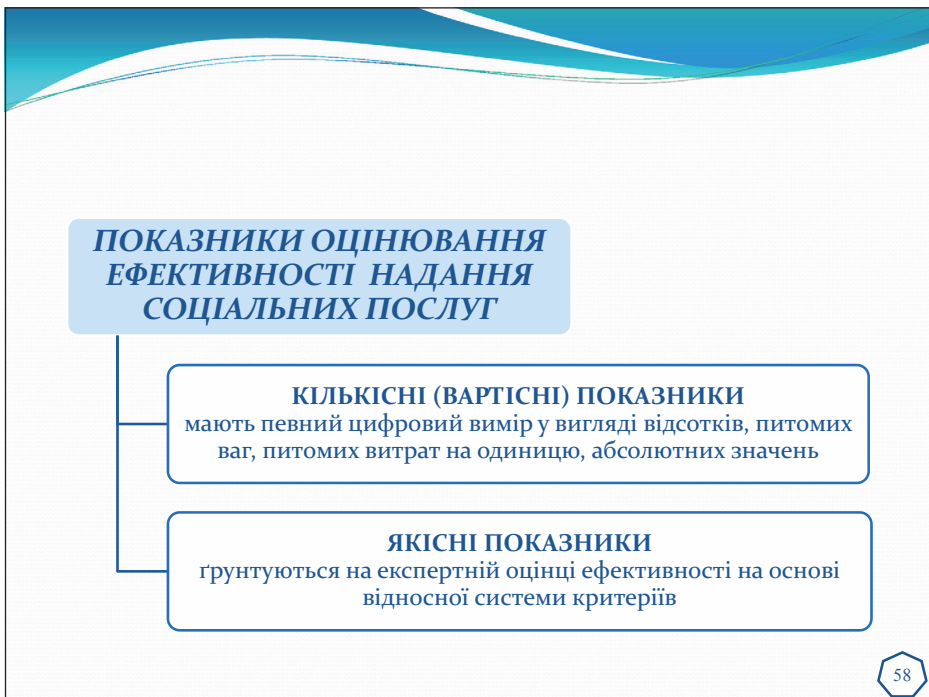 ПОКАЗНИКИ ОЦІНЮВАННЯ
ЕФЕКТИВНОСТІ НАДАННЯ
СОЦІАЛЬНИХ ПОСЛУГ
КІЛЬКІСНІ (ВАРТІСНІ) ПОКАЗНИКИ
мають певний цифровий вимір у вигляді відсотків, питомих
ваг, питомих витрат на одиницю, абсолютних значень
ЯКІСНІ ПОКАЗНИКИ
ґрунтуються на експертній оцінці ефективності на основі
відносної системи критеріїв
58